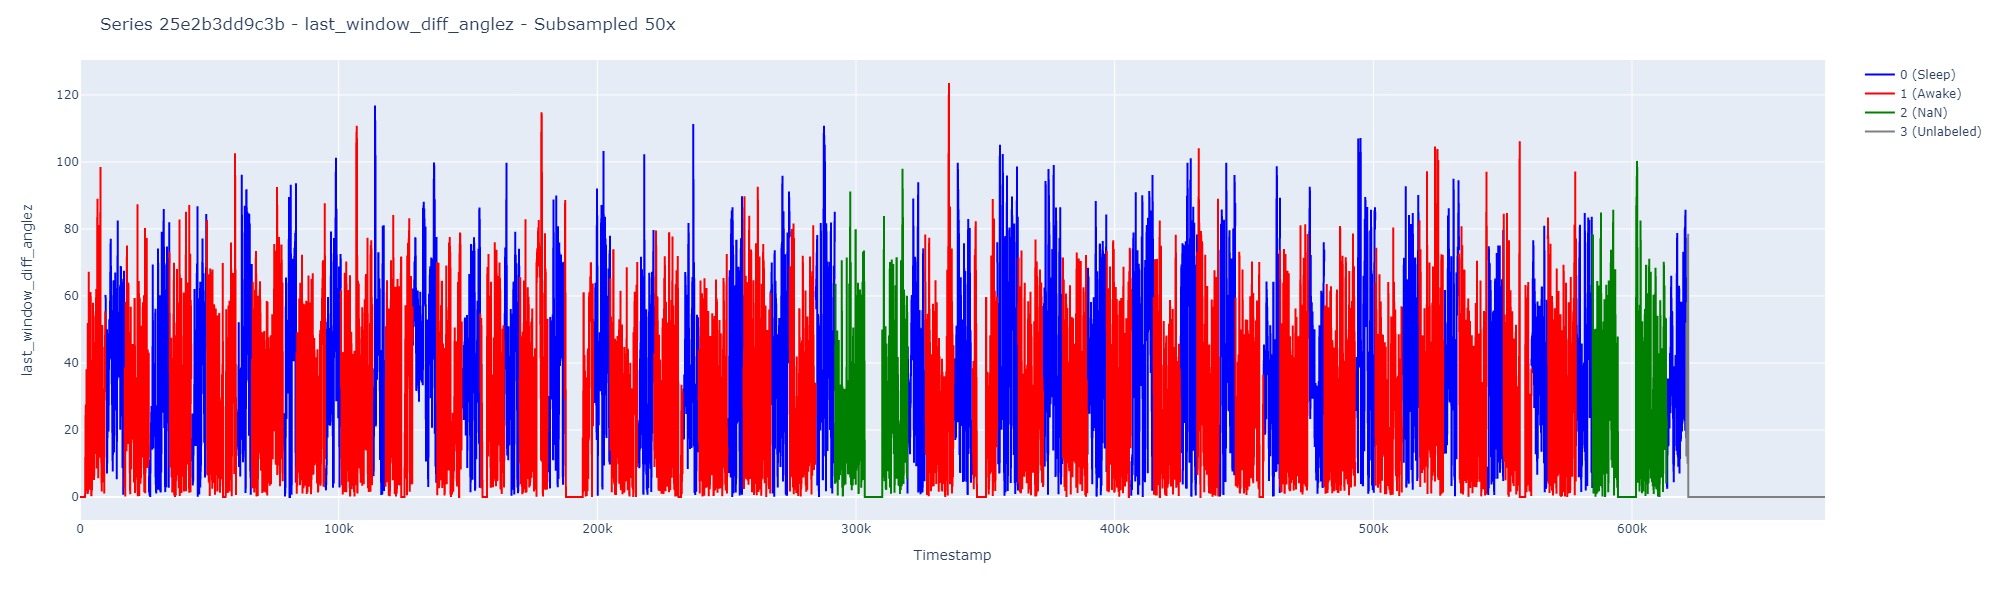 Series 25e2b3dd9c3b - last_window_diff_anglez - Subsampled 50x
0 (Sleep)
1 (Awake)
2 (NaN)
3 (Unlabeled)
last_window_diff_anglez
120
100
80
60
40
20
0
0
100k
200k
300k
400k
500k
600k
Timestamp